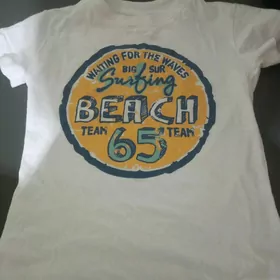 WAITING FOR THE WAVES
BIG SUR
Surfing
BEACH
TEAM 65 TEAM